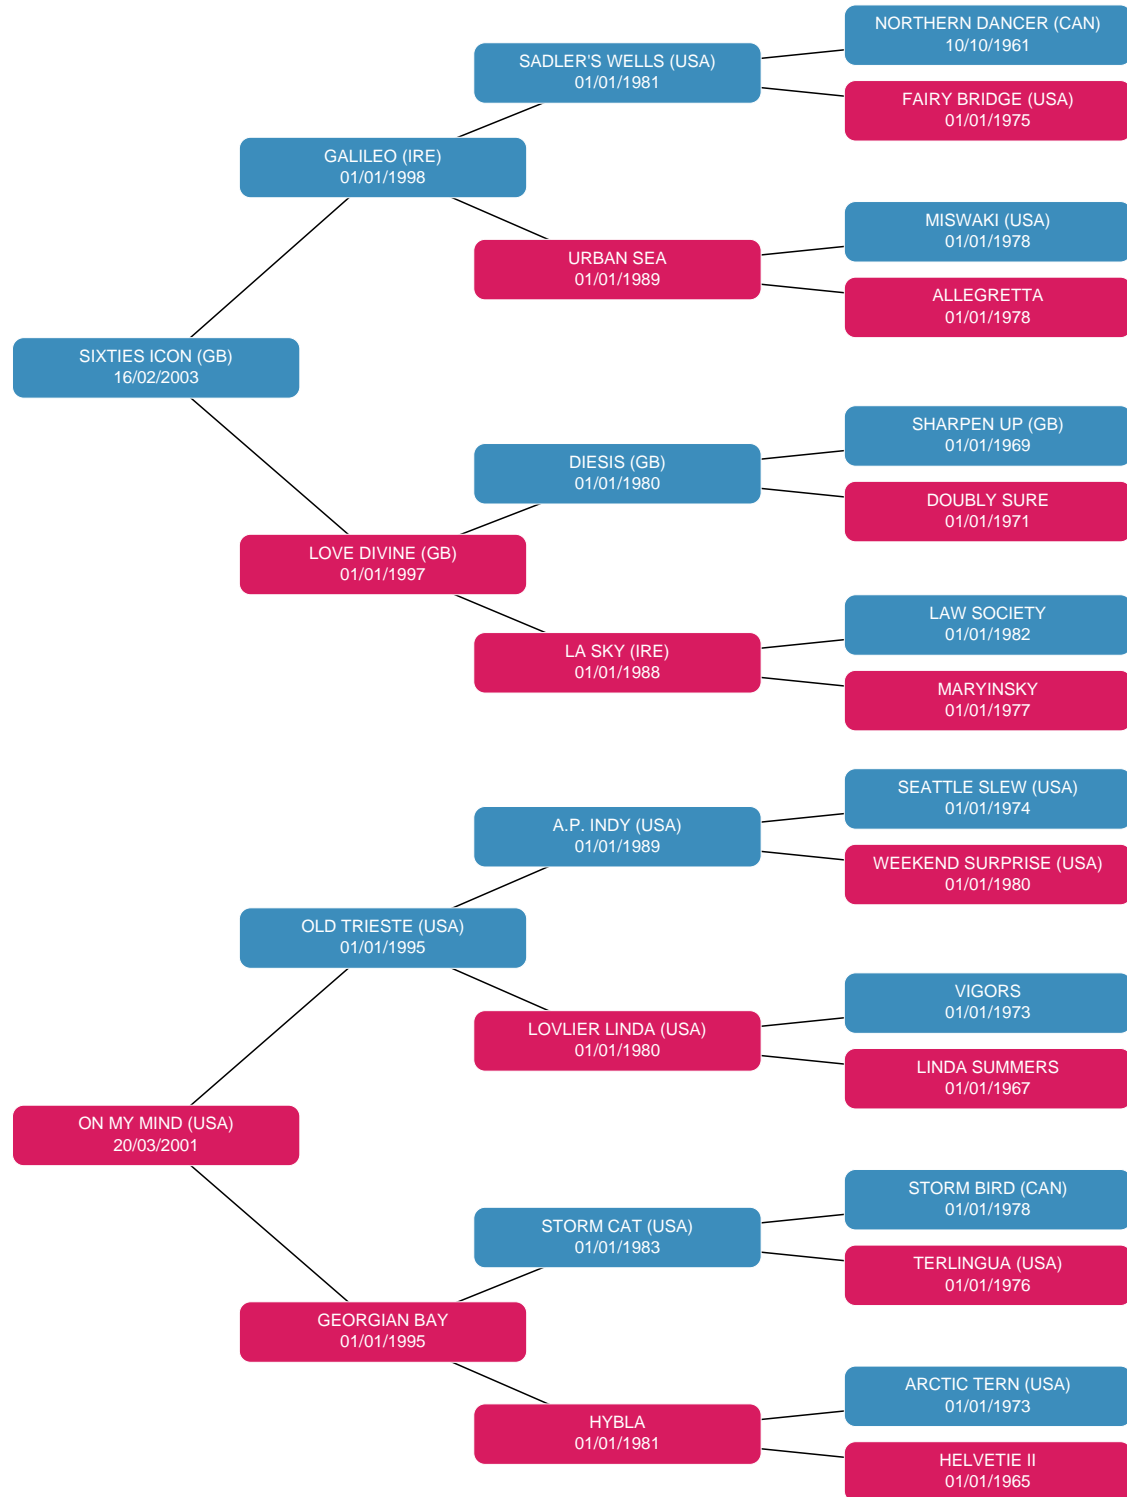 NORTHERN DANCER (CAN)
10/10/1961
SADLER'S WELLS (USA)
01/01/1981
FAIRY BRIDGE (USA)
01/01/1975
GALILEO (IRE)
01/01/1998
MISWAKI (USA)
01/01/1978
URBAN SEA
01/01/1989
ALLEGRETTA
01/01/1978
SIXTIES ICON (GB)
16/02/2003
SHARPEN UP (GB)
01/01/1969
DIESIS (GB)
01/01/1980
DOUBLY SURE
01/01/1971
LOVE DIVINE (GB)
01/01/1997
LAW SOCIETY
01/01/1982
LA SKY (IRE)
01/01/1988
MARYINSKY
01/01/1977
SEATTLE SLEW (USA)
01/01/1974
A.P. INDY (USA)
01/01/1989
WEEKEND SURPRISE (USA)
01/01/1980
OLD TRIESTE (USA)
01/01/1995
VIGORS
01/01/1973
LOVLIER LINDA (USA)
01/01/1980
LINDA SUMMERS
01/01/1967
ON MY MIND (USA)
20/03/2001
STORM BIRD (CAN)
01/01/1978
STORM CAT (USA)
01/01/1983
TERLINGUA (USA)
01/01/1976
GEORGIAN BAY
01/01/1995
ARCTIC TERN (USA)
01/01/1973
HYBLA
01/01/1981
HELVETIE II
01/01/1965